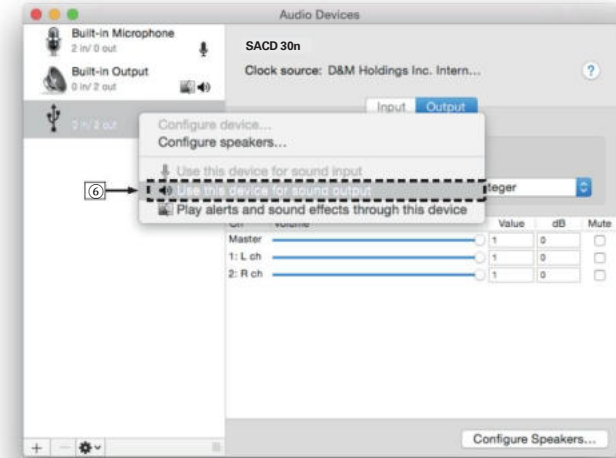 Audio Devices
Built-in Microphone
2 in/ 0 out
Built-in Output
0 in/ 2 out
0 in/ 2 out
SACD 30n
Clock source: D&M Holdings Inc. Intern...
?
Input Output
Configure device...
Configure speakers...
Use this device for sound input
⑥
Use this device for sound output
teger
Play alerts and sound effects through this device
Value dB Mute
Master 1 0
1: L ch 1 0
2: R ch 1 0
Configure Speakers...